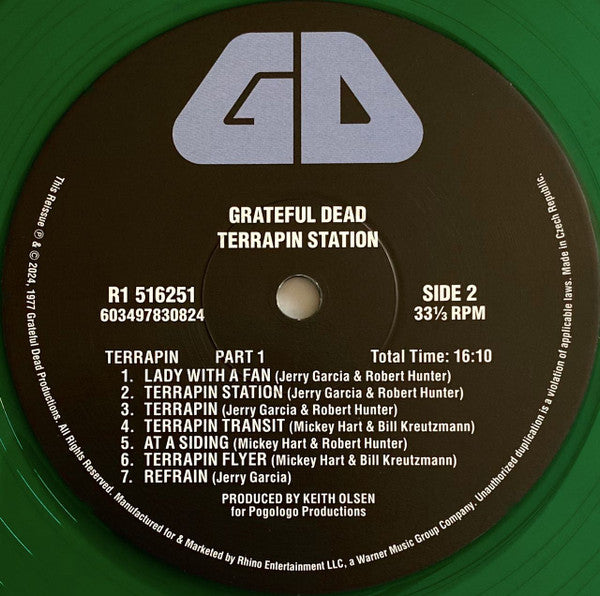 GD
GRATEFUL DEAD
TERRAPIN STATION
R1 516251
603497830824
SIDE 2
33⅓ RPM
TERRAPIN PART 1 Total Time: 16:10
1. LADY WITH A FAN (Jerry Garcia & Robert Hunter)
2. TERRAPIN STATION (Jerry Garcia & Robert Hunter)
3. TERRAPIN (Jerry Garcia & Robert Hunter)
4. TERRAPIN TRANSIT (Mickey Hart & Bill Kreutzmann)
5. AT A SIDING (Mickey Hart & Robert Hunter)
6. TERRAPIN FLYER (Mickey Hart & Bill Kreutzmann)
7. REFRAIN (Jerry Garcia)
PRODUCED BY KEITH OLSEN
for Pogologo Productions
This Reissue ℗ & © 2024, 1977 Grateful Dead Productions. All Rights Reserved. Manufactured for & Marketed by Rhino Entertainment LLC, a Warner Music Group Company. Unauthorized duplication is a violation of applicable laws. Made in Czech Republic.